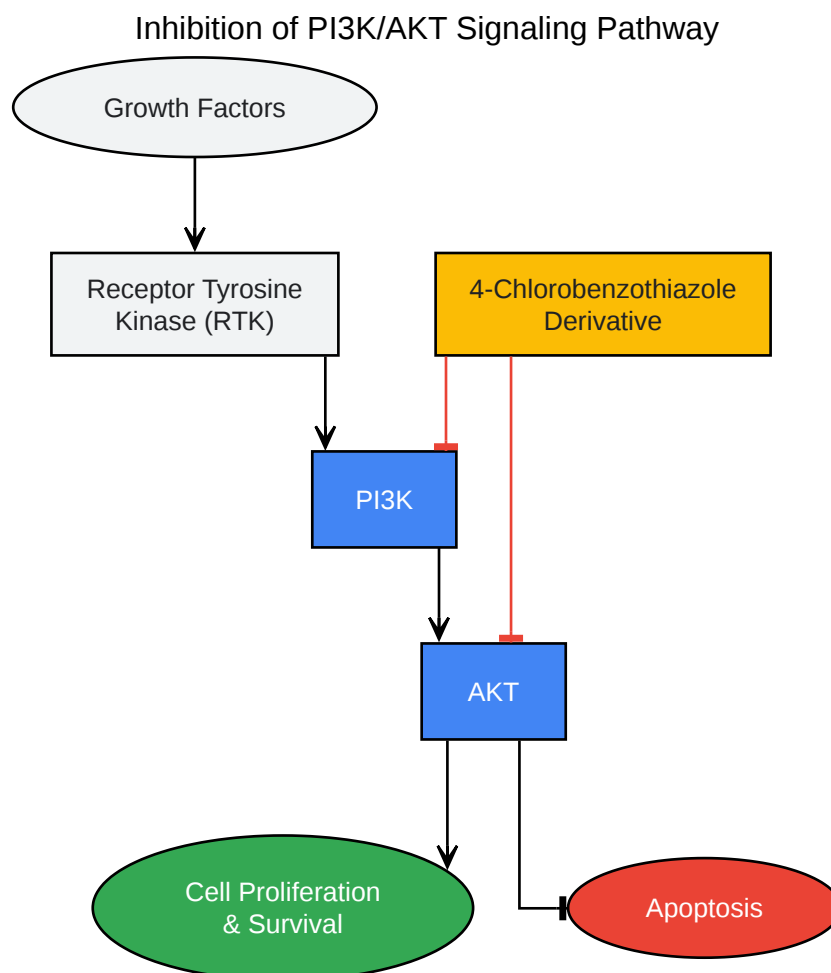 Inhibition of PI3K/AKT Signaling Pathway
Growth Factors
Receptor Tyrosine
Kinase (RTK)
4-Chlorobenzothiazole
Derivative
PI3K
AKT
Cell Proliferation
& Survival
Apoptosis